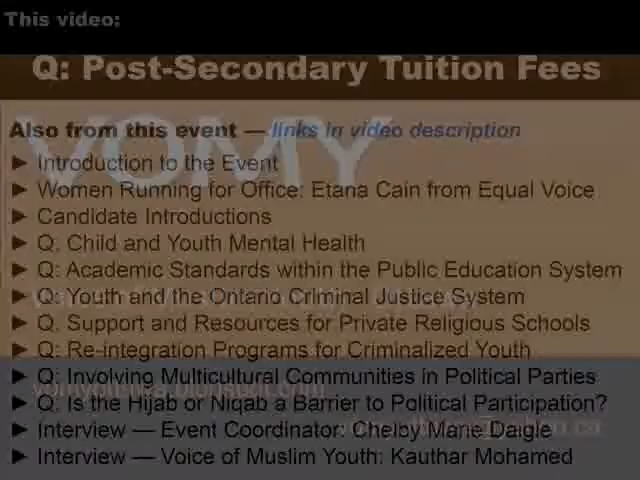 This video:
Q: Post-Secondary Tuition Fees
VOMY
Also from this event — links in video description
► Introduction to the Event
► Women Running for Office: Etana Cain from Equal Voice
► Candidate Introductions
► Q: Child and Youth Mental Health
► Q: Academic Standards within the Public Education System
► Q: Youth and the Ontario Criminal Justice System
► Q: Support and Resources for Private Religious Schools
► Q: Re-integration Programs for Criminalized Youth
► Q: Involving Multicultural Communities in Political Parties
► Q: Is the Hijab or Niqab a Barrier to Political Participation?
► Interview — Event Coordinator: Chelby Marie Daigle
► Interview — Voice of Muslim Youth: Kauthar Mohamed